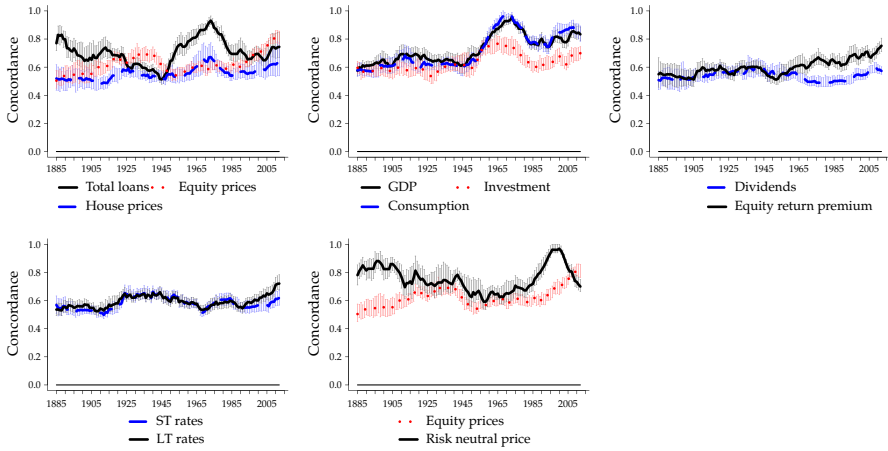 Concordance
1.0
0.8
0.6
0.4
0.2
0.0
1885 1905 1925 1945 1965 1985 2005
Total loans Equity prices
House prices
Concordance
1.0
0.8
0.6
0.4
0.2
0.0
1885 1905 1925 1945 1965 1985 2005
GDP Investment
Consumption
Concordance
1.0
0.8
0.6
0.4
0.2
0.0
1885 1905 1925 1945 1965 1985 2005
Dividends
Equity return premium
Concordance
1.0
0.8
0.6
0.4
0.2
0.0
1885 1905 1925 1945 1965 1985 2005
ST rates
LT rates
Concordance
1.0
0.8
0.6
0.4
0.2
0.0
1885 1905 1925 1945 1965 1985 2005
Equity prices
Risk neutral price